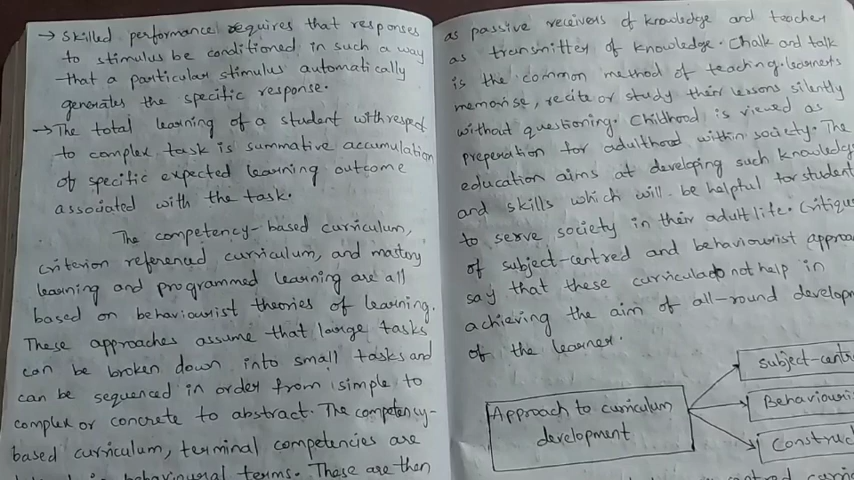 → Skilled performance requires that responses
to stimulus be conditioned in such a way
that a particular stimulus automatically
generates the specific response.
→ The total learning of a student with respect
to complex task is summative accumulation
of specific expected learning outcome
associated with the task.
The competency-based curriculum,
criterion referenced curriculum, and mastery
learning and programmed learning are all
based on behaviourist theories of learning.
These approaches assume that large tasks
can be broken down into small tasks and
can be sequenced in order from simple to
complex or concrete to abstract. The competency-
based curriculum, terminal competencies are
behavioural terms. These are then
as passive receivers of knowledge and teacher
as transmitter of knowledge. Chalk and talk
is the common method of teaching. learners
memorise, recite or study their lessons silently
without questioning. Childhood is viewed as
preperation for adulthood within society. The
education aims at developing such knowledge
and skills which will be helpful for student
to serve society in their adult life. Critique
of subject-centred and behaviourist approa
say that these curricula do not help in
achieving the aim of all-round developm
of the learner.
Approach to curriculum
development
subject-centr
Behaviouri
Construc